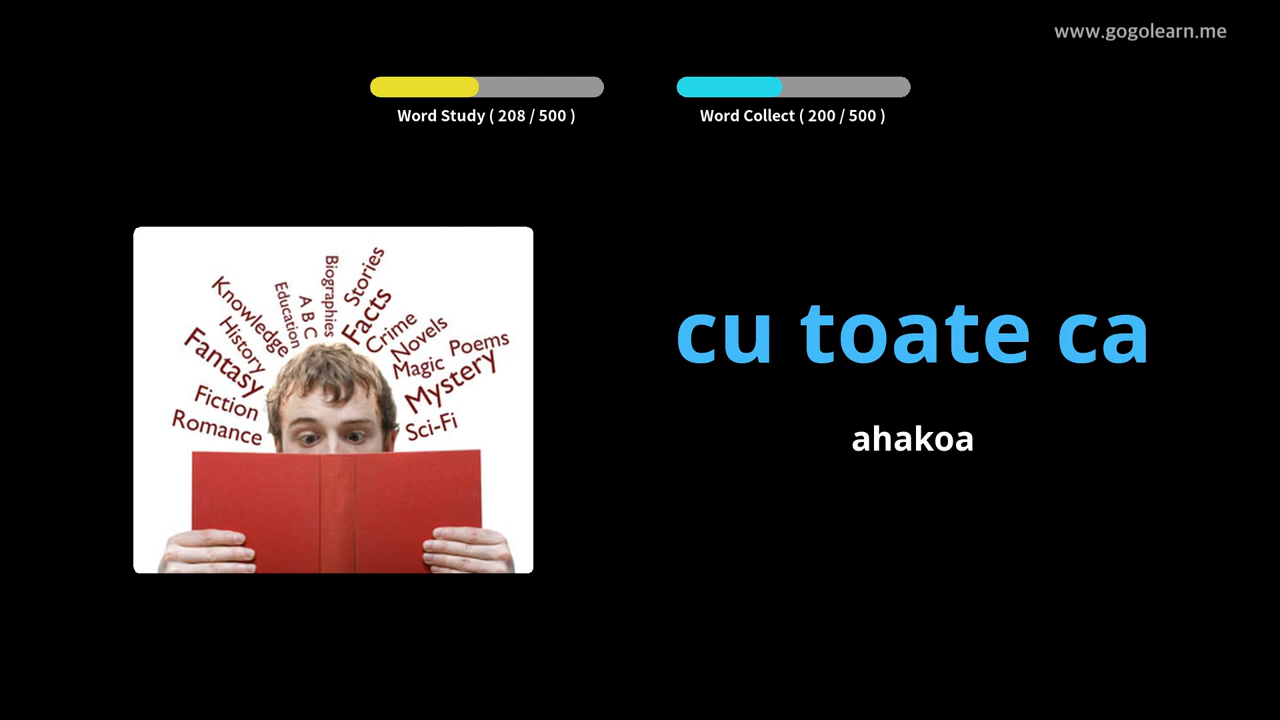 www.gogolearn.me
Word Study ( 208 / 500 )
Word Collect ( 200 / 500 )
Biographies
Stories
Education
A B C
Facts
Knowledge
Crime
History
Novels
Fantasy
Magic
Poems
Fiction
Mystery
Romance
Sci-Fi
cu toate ca
ahakoa